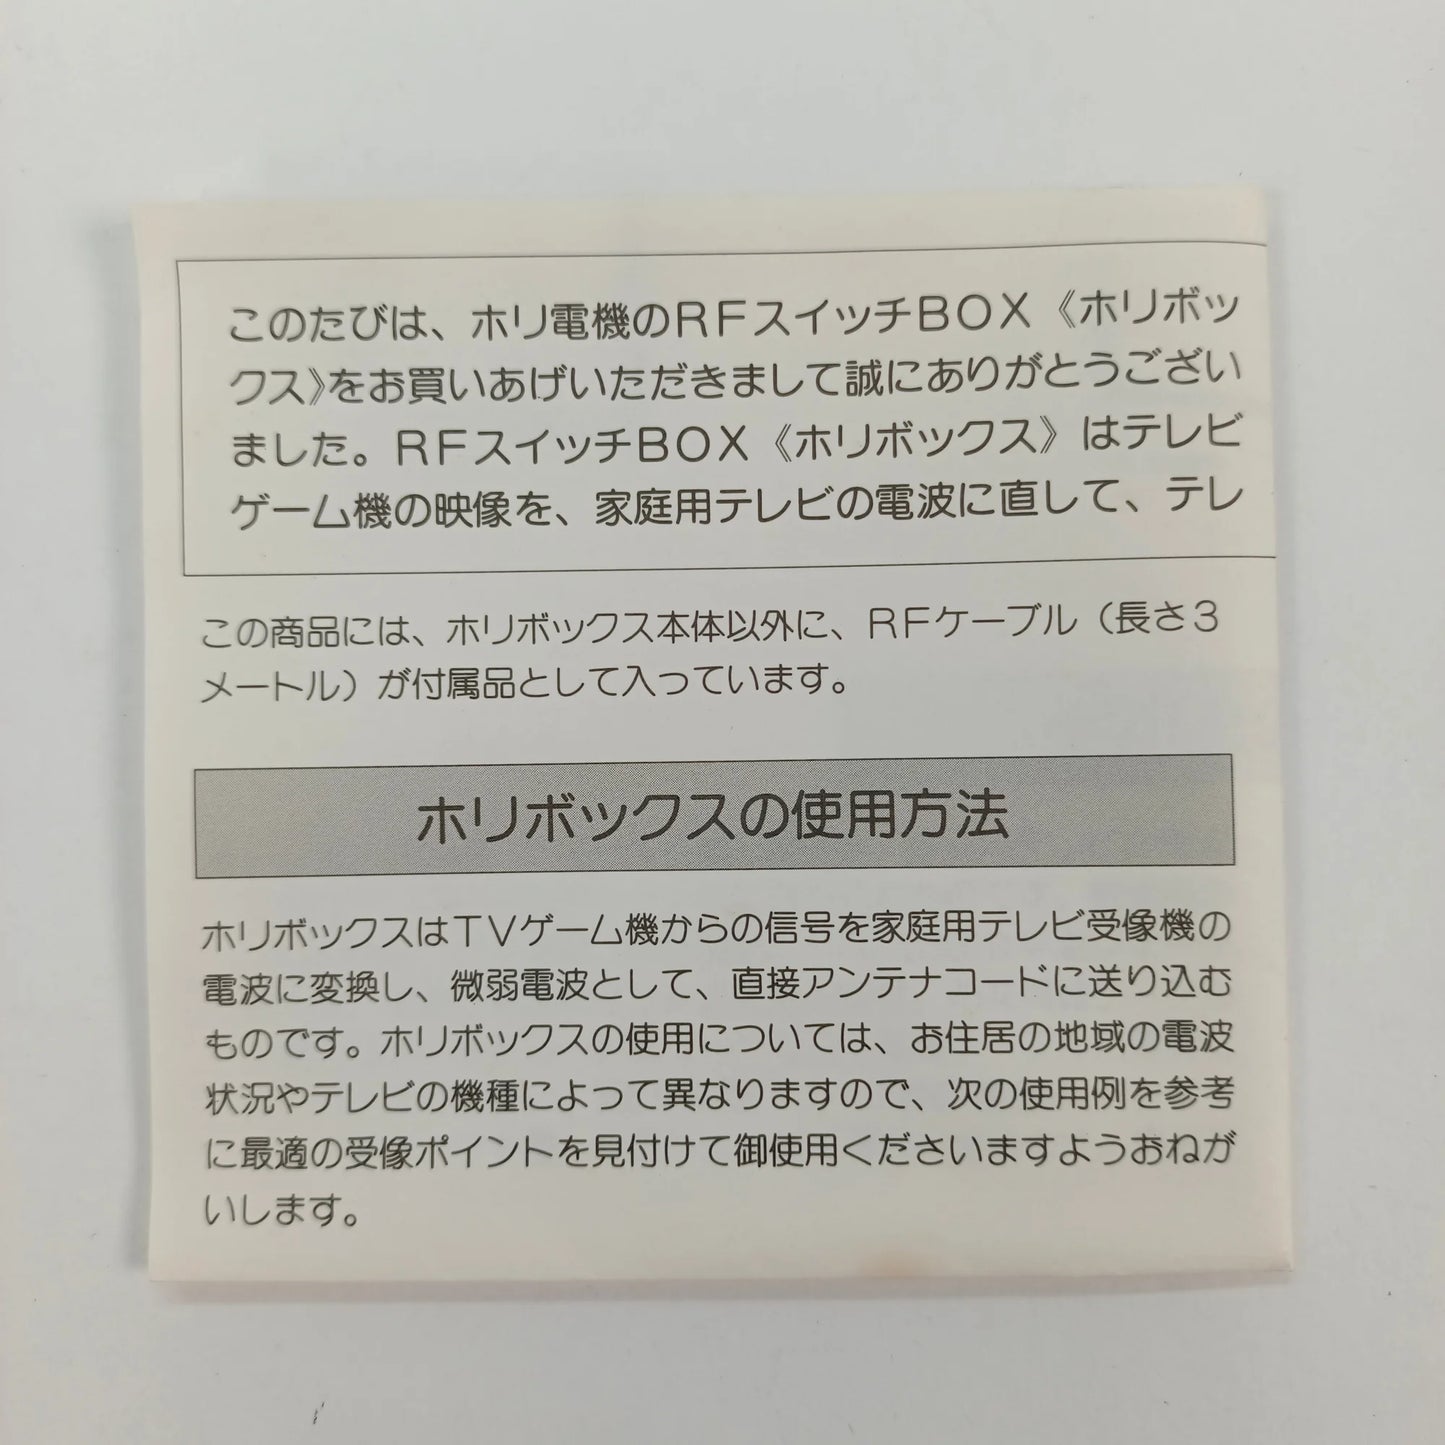 このたびは、ホリ電機のＲＦスイッチＢＯＸ《ホリボッ
クス》をお買いあげいただきまして誠にありがとうござい
ました。ＲＦスイッチＢＯＸ《ホリボックス》はテレビ
ゲーム機の映像を、家庭用テレビの電波に直して、テレ
この商品には、ホリボックス本体以外に、ＲＦケーブル（長さ３
メートル）が付属品として入っています。
ホリボックスの使用方法
ホリボックスはＴＶゲーム機からの信号を家庭用テレビ受像機の
電波に変換し、微弱電波として、直接アンテナコードに送り込む
ものです。ホリボックスの使用については、お住居の地域の電波
状況やテレビの機種によって異なりますので、次の使用例を参考
に最適の受像ポイントを見付けて御使用くださいますようおねが
いします。